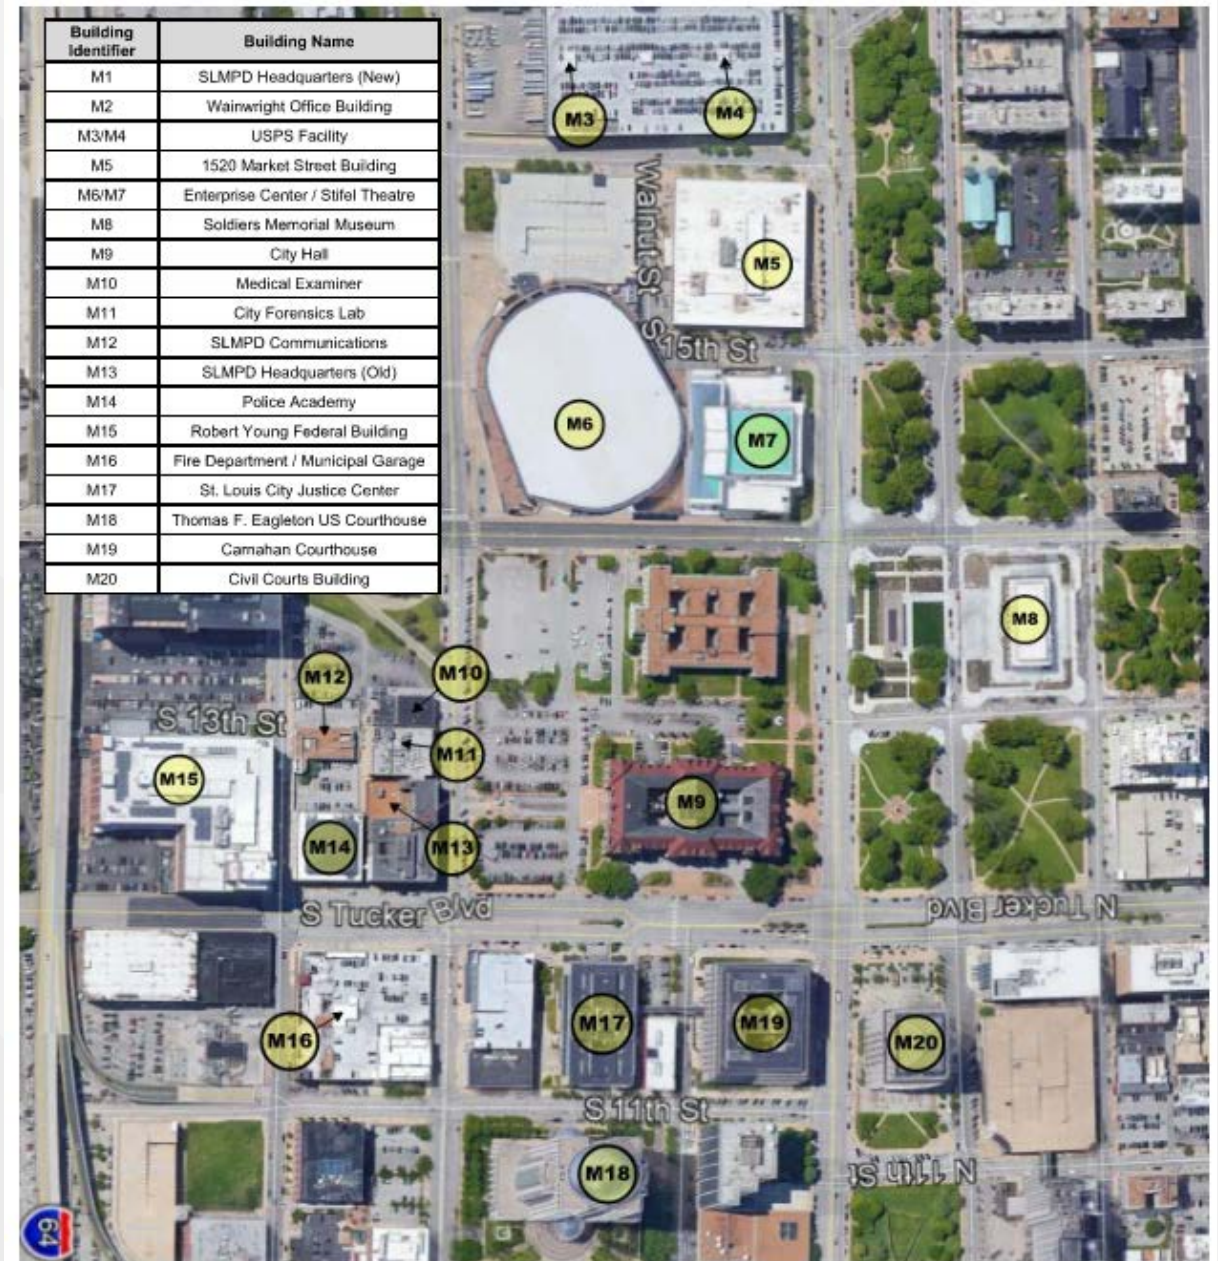 Building Identifier Building Name
M1 SLMPD Headquarters (New)
M2 Wainwright Office Building
M3/M4 USPS Facility
M5 1520 Market Street Building
M6/M7 Enterprise Center / Stifel Theatre
M8 Soldiers Memorial Museum
M9 City Hall
M10 Medical Examiner
M11 City Forensics Lab
M12 SLMPD Communications
M13 SLMPD Headquarters (Old)
M14 Police Academy
M15 Robert Young Federal Building
M16 Fire Department / Municipal Garage
M17 St. Louis City Justice Center
M18 Thomas F. Eagleton US Courthouse
M19 Carnahan Courthouse
M20 Civil Courts Building
M3
M4
Walnut St
M5
S 15th St
M6
M7
M8
M12
M10
S 13th St
M11
M15
M9
M14
M13
S Tucker Blvd
N Tucker Blvd
M16
M17
M19
M20
S 11th St
M18
N 11th St
64